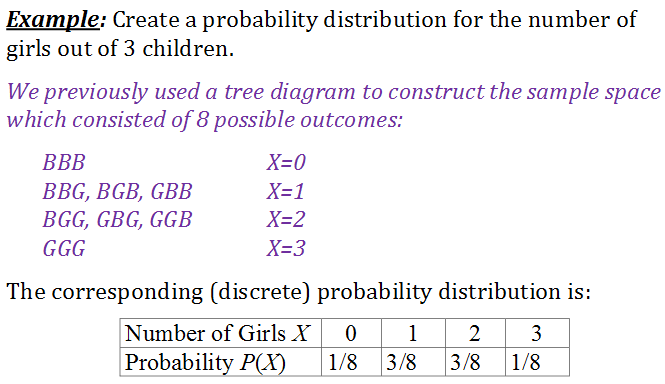 Example: Create a probability distribution for the number of
girls out of 3 children.
We previously used a tree diagram to construct the sample space
which consisted of 8 possible outcomes:
BBB X=0
BBG, BGB, GBB X=1
BGG, GBG, GGB X=2
GGG X=3
The corresponding (discrete) probability distribution is:
Number of Girls X 0 1 2 3
Probability P(X) 1/8 3/8 3/8 1/8